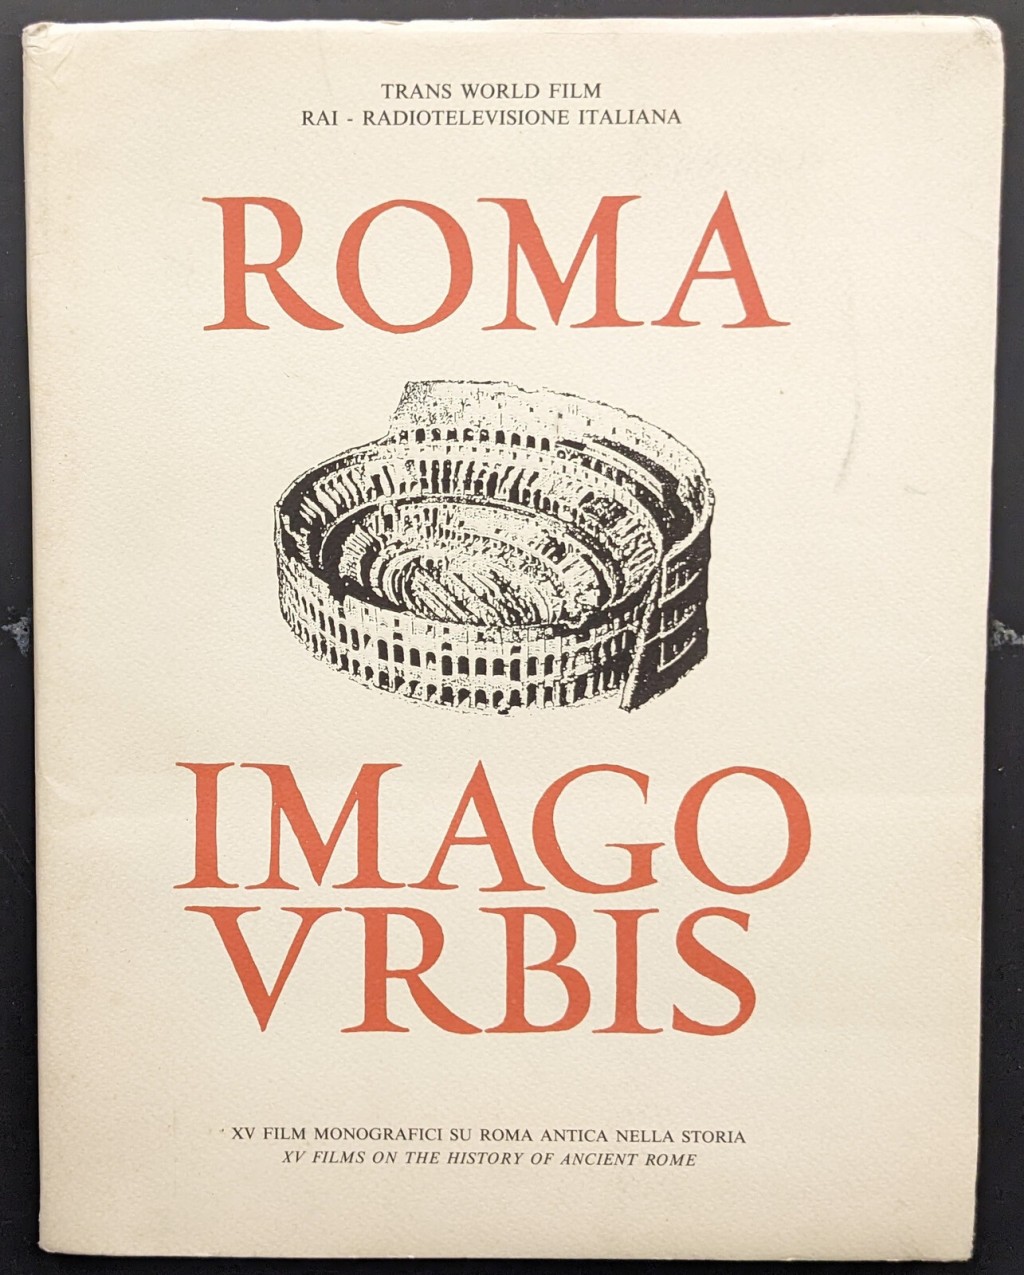 TRANS WORLD FILM
RAI - RADIOTELEVISIONE ITALIANA
ROMA
IMAGO
VRBIS
XV FILM MONOGRAFICI SU ROMA ANTICA NELLA STORIA
XV FILMS ON THE HISTORY OF ANCIENT ROME